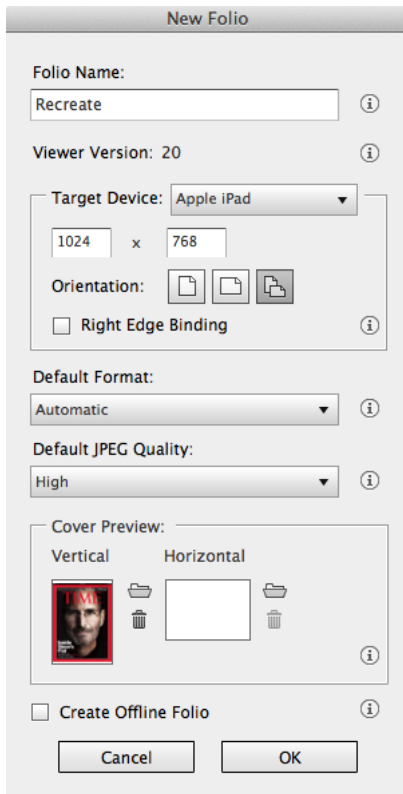 New Folio
Folio Name:
Recreate
Viewer Version: 20
Target Device: Apple iPad
1024 x 768
Orientation:
Right Edge Binding
Default Format:
Automatic
Default JPEG Quality:
High
Cover Preview:
Vertical Horizontal
TIME
Create Offline Folio
Cancel OK